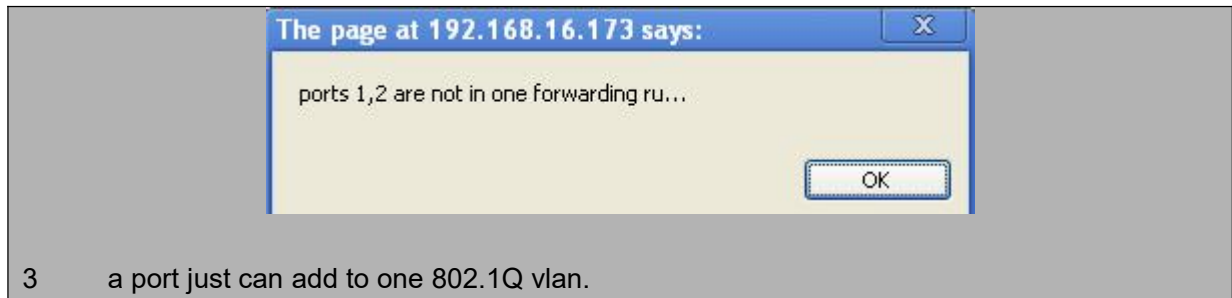 The page at 192.168.16.173 says:
ports 1,2 are not in one forwarding ru...
OK
3 a port just can add to one 802.1Q vlan.